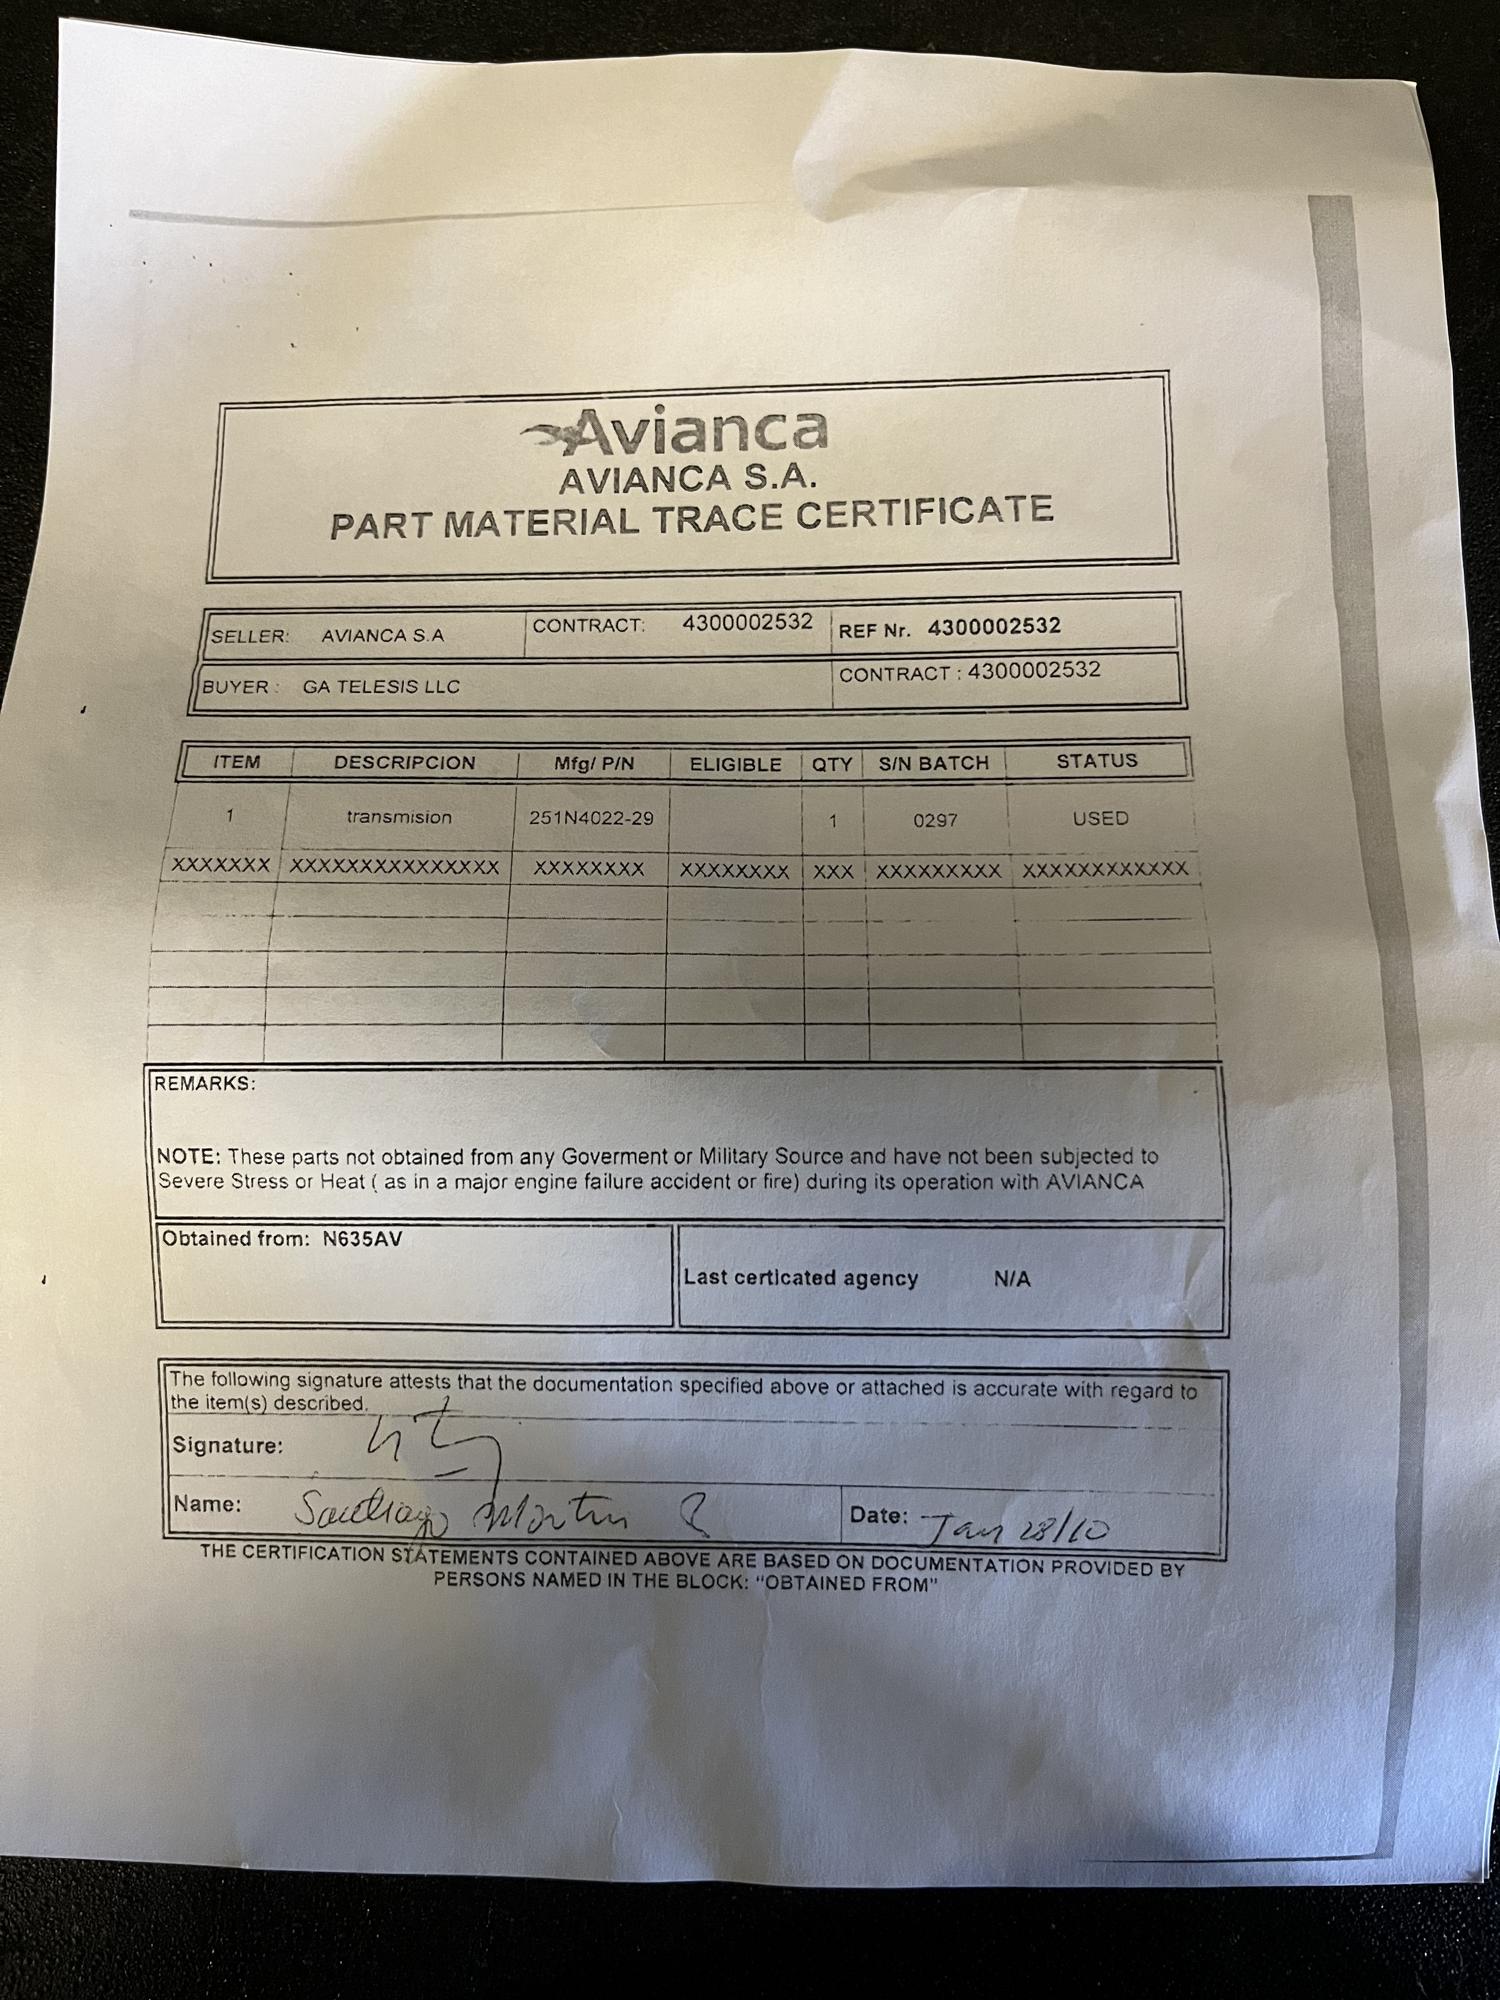 Avianca
AVIANCA S.A.
PART MATERIAL TRACE CERTIFICATE
SELLER: AVIANCA S.A CONTRACT: 4300002532 REF Nr. 4300002532
BUYER : GA TELESIS LLC CONTRACT : 4300002532
ITEM DESCRIPCION Mfg/ P/N ELIGIBLE QTY S/N BATCH STATUS
1 transmision 251N4022-29 1 0297 USED
XXXXXXX XXXXXXXXXXXXXXX XXXXXXXX XXXXXXXX XXX XXXXXXXXX XXXXXXXXXXXX
REMARKS:
NOTE: These parts not obtained from any Goverment or Military Source and have not been subjected to
Severe Stress or Heat ( as in a major engine failure accident or fire) during its operation with AVIANCA
Obtained from: N635AV
Last certicated agency N/A
The following signature attests that the documentation specified above or attached is accurate with regard to
the item(s) described.
Signature:
Name: Santiago Martin R Date: Jan 28/10
THE CERTIFICATION STATEMENTS CONTAINED ABOVE ARE BASED ON DOCUMENTATION PROVIDED BY
PERSONS NAMED IN THE BLOCK: "OBTAINED FROM"